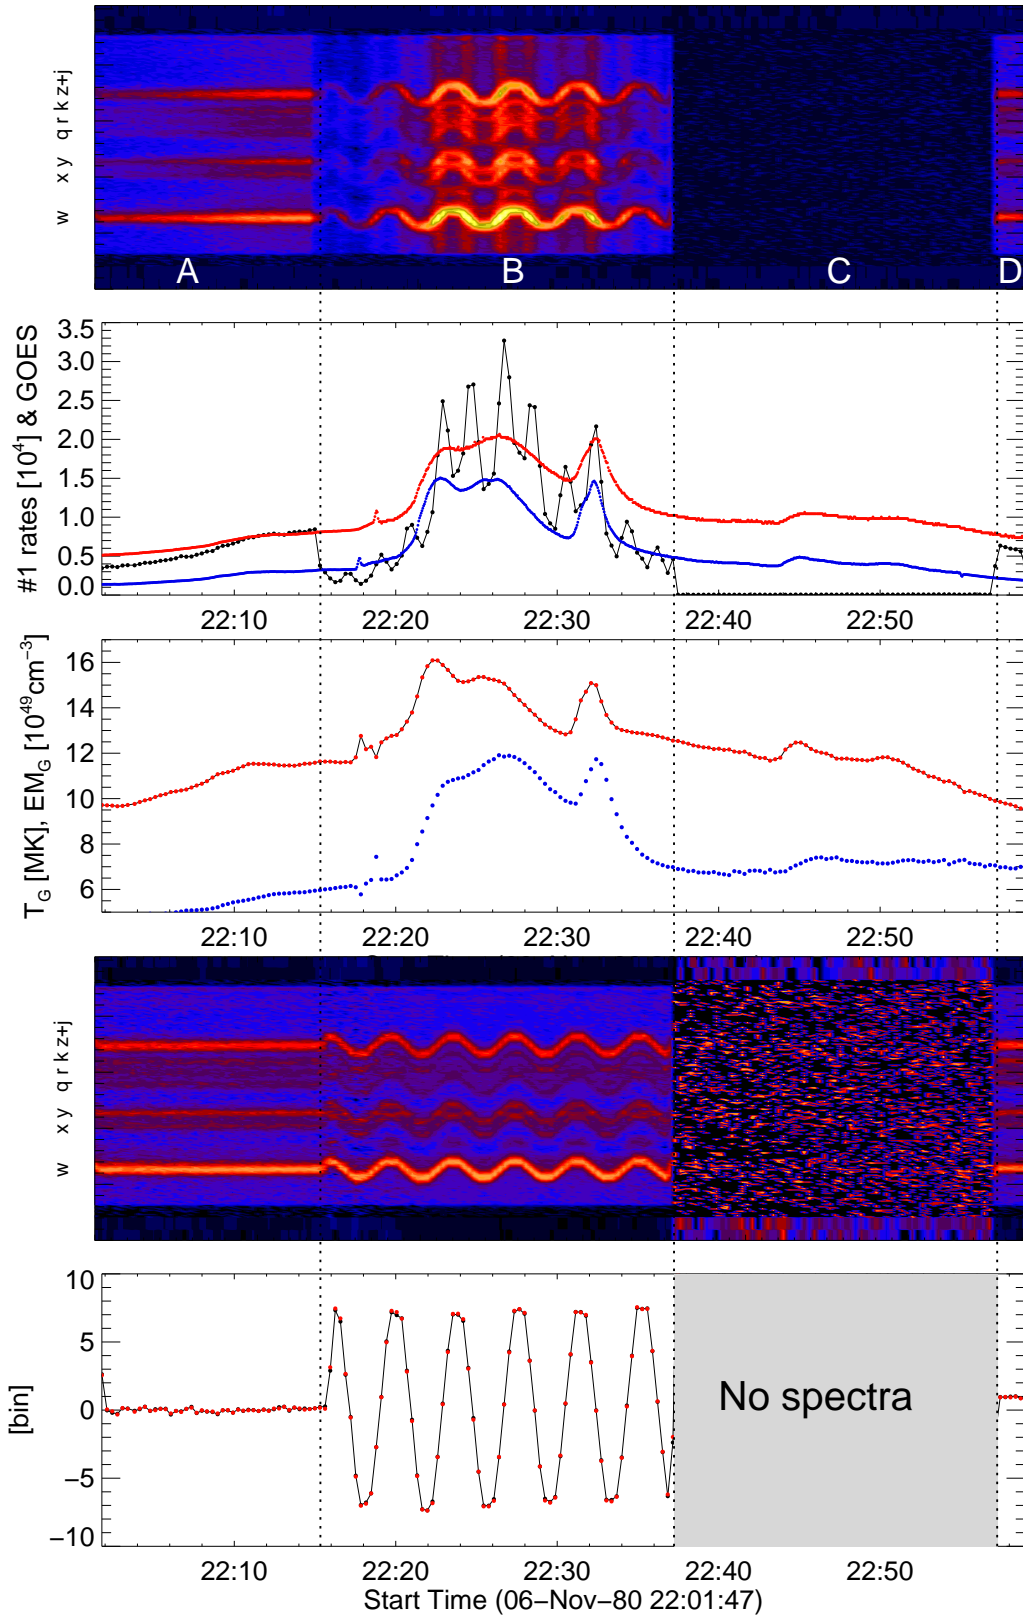 w x y q r k z+j
A B C D
#1 rates [10⁴] & GOES
3.5
3.0
2.5
2.0
1.5
1.0
0.5
0.0
22:10 22:20 22:30 22:40 22:50
T_G [MK], EM_G [10⁴⁹cm⁻³]
16
14
12
10
8
6
22:10 22:20 22:30 22:40 22:50
w x y q r k z+j
[bin]
10
5
0
−5
−10
No spectra
22:10 22:20 22:30 22:40 22:50
Start Time (06−Nov−80 22:01:47)